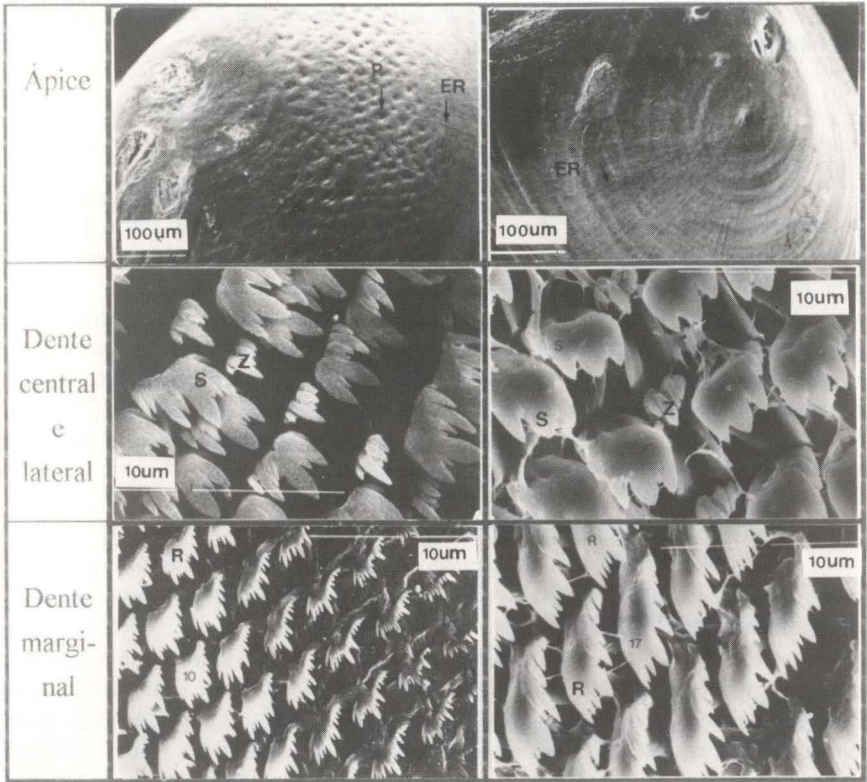 Ápice
P
ER
100um
ER
100um
Dente
central
e
lateral
Z
S
10um
10um
S
Z
S
Dente
margi-
nal
R
10um
10
R
10um
17
R